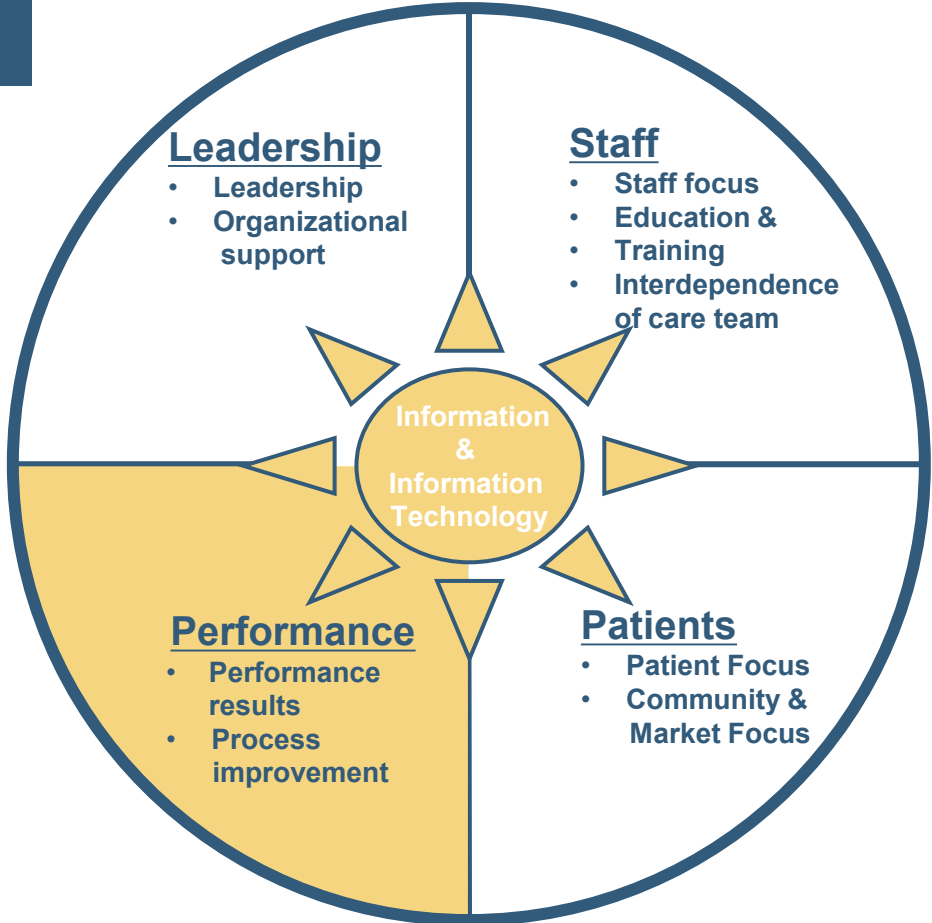 Leadership
• Leadership
• Organizational
support
Staff
• Staff focus
• Education &
• Training
• Interdependence
of care team
Information
&
Information
Technology
Performance
• Performance
results
• Process
improvement
Patients
• Patient Focus
• Community &
Market Focus